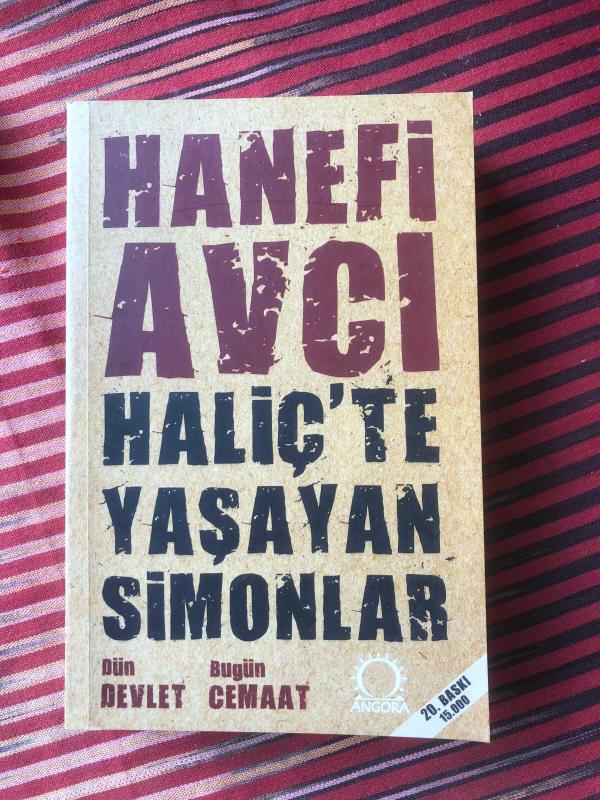 HANEFİ
AVCI
HALİÇ'TE
YAŞAYAN
SİMONLAR
Dün
DEVLET
Bugün
CEMAAT
ANGORA
20. BASKI
15.000